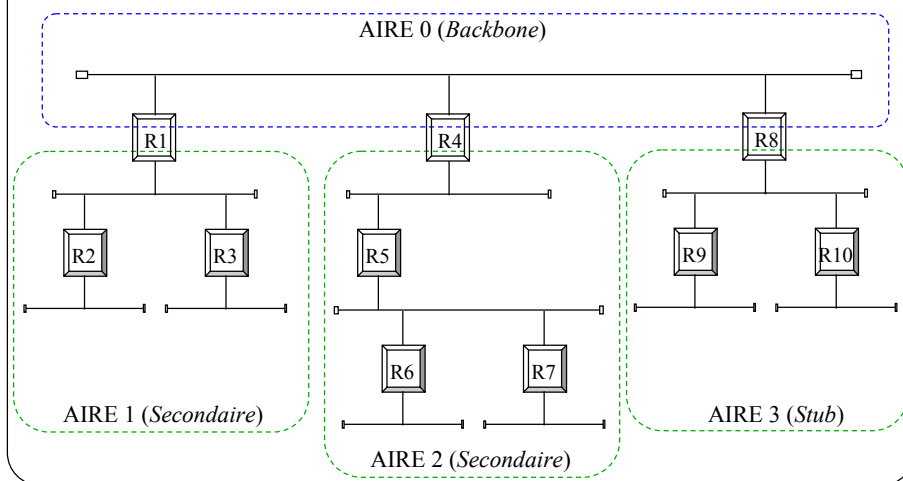 AIRE 0 (Backbone)
R1
R4
R8
R2
R3
R5
R9
R10
R6
R7
AIRE 1 (Secondaire)
AIRE 3 (Stub)
AIRE 2 (Secondaire)